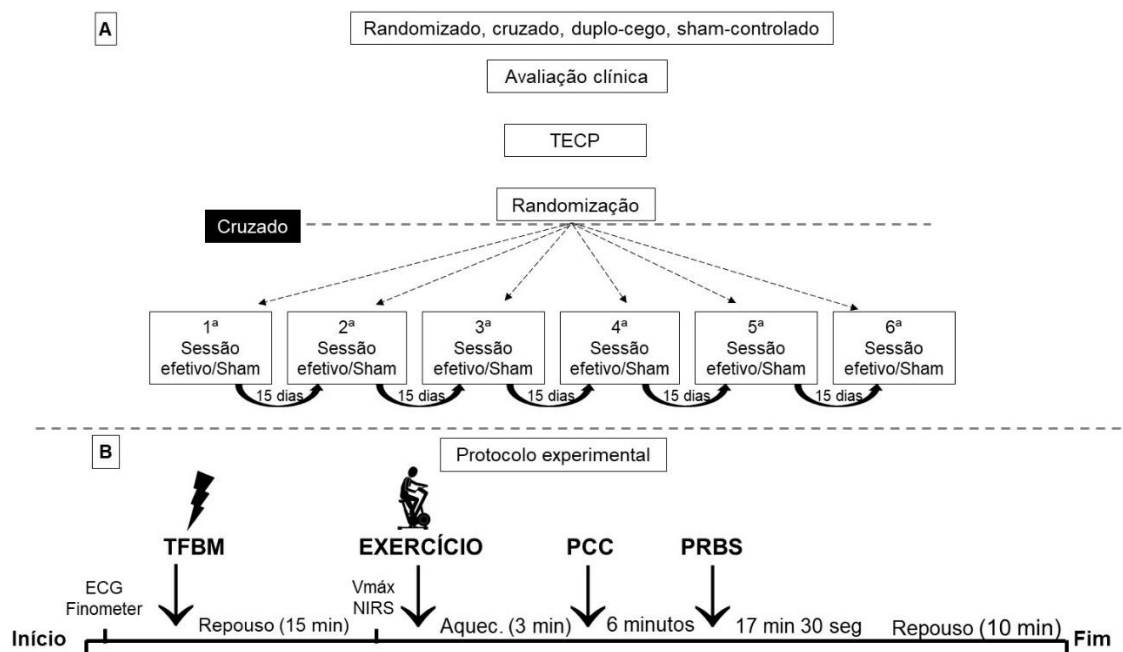 A
Randomizado, cruzado, duplo-cego, sham-controlado
Avaliação clínica
TECP
Randomização
Cruzado
1ª
Sessão
efetivo/Sham
2ª
Sessão
efetivo/Sham
3ª
Sessão
efetivo/Sham
4ª
Sessão
efetivo/Sham
5ª
Sessão
efetivo/Sham
6ª
Sessão
efetivo/Sham
15 dias
15 dias
15 dias
15 dias
15 dias
B
Protocolo experimental
TFBM
EXERCÍCIO
PCC
PRBS
ECG
Finometer
Vmáx
NIRS
Início
Repouso (15 min)
Aquec. (3 min)
6 minutos
17 min 30 seg
Repouso (10 min)
Fim